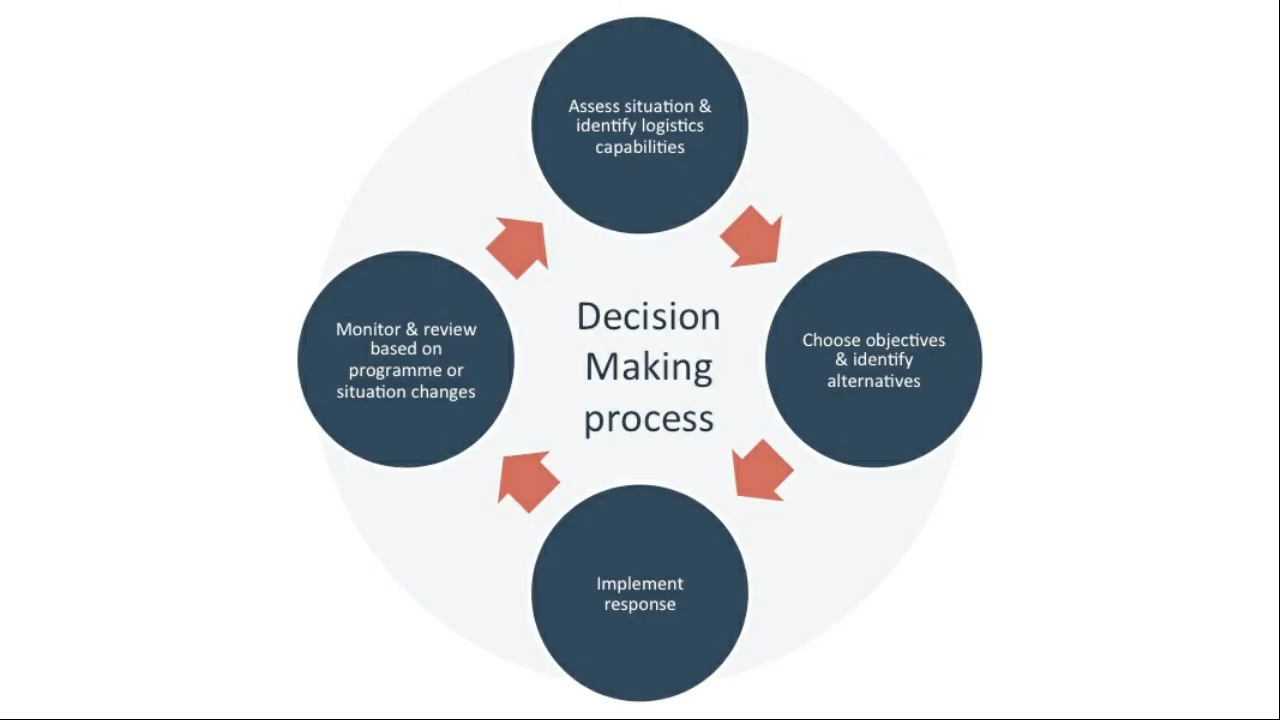 Assess situation &
identify logistics
capabilities
Choose objectives
& identify
alternatives
Implement
response
Monitor & review
based on
programme or
situation changes
Decision
Making
process